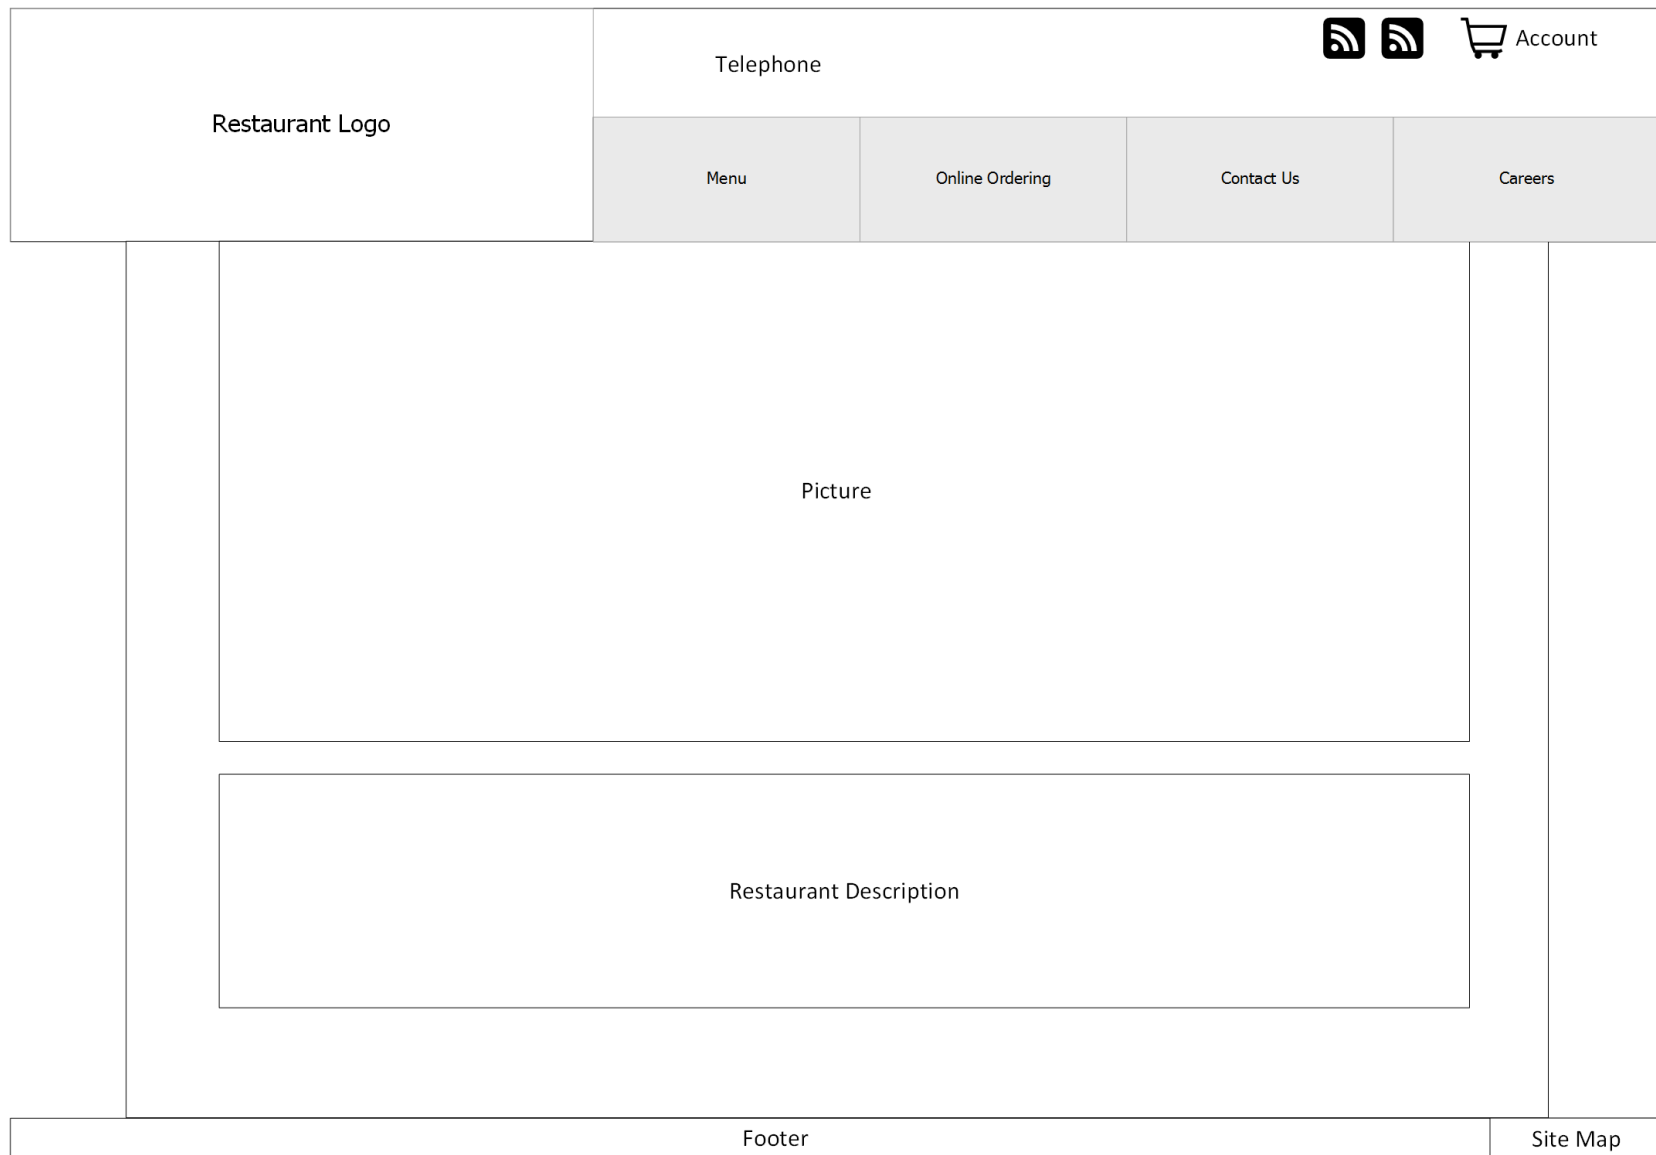 Account
Telephone
Restaurant Logo
Menu
Online Ordering
Contact Us
Careers
Picture
Restaurant Description
Footer
Site Map